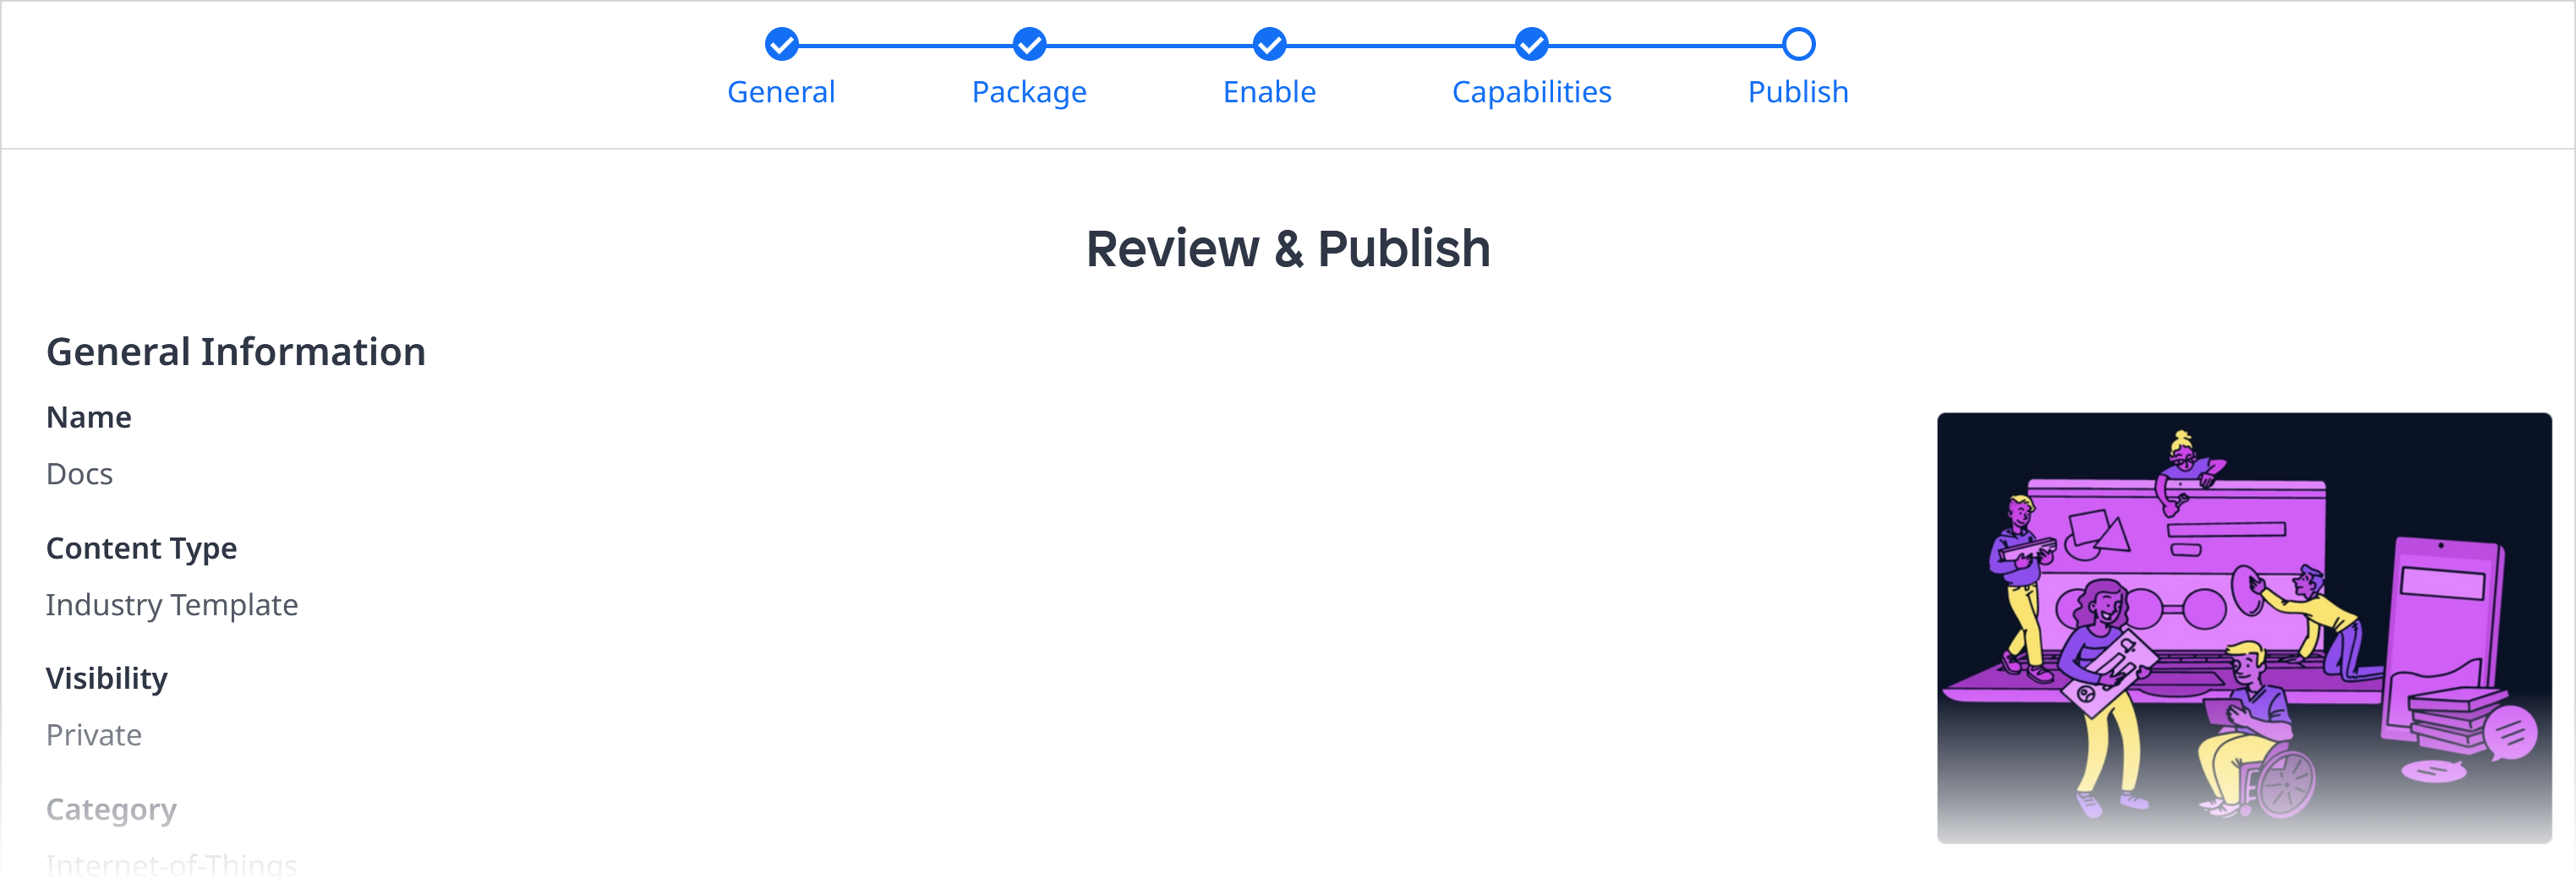 General
Package
Enable
Capabilities
Publish
Review & Publish
General Information
Name
Docs
Content Type
Industry Template
Visibility
Private
Category
Internet-of-Things